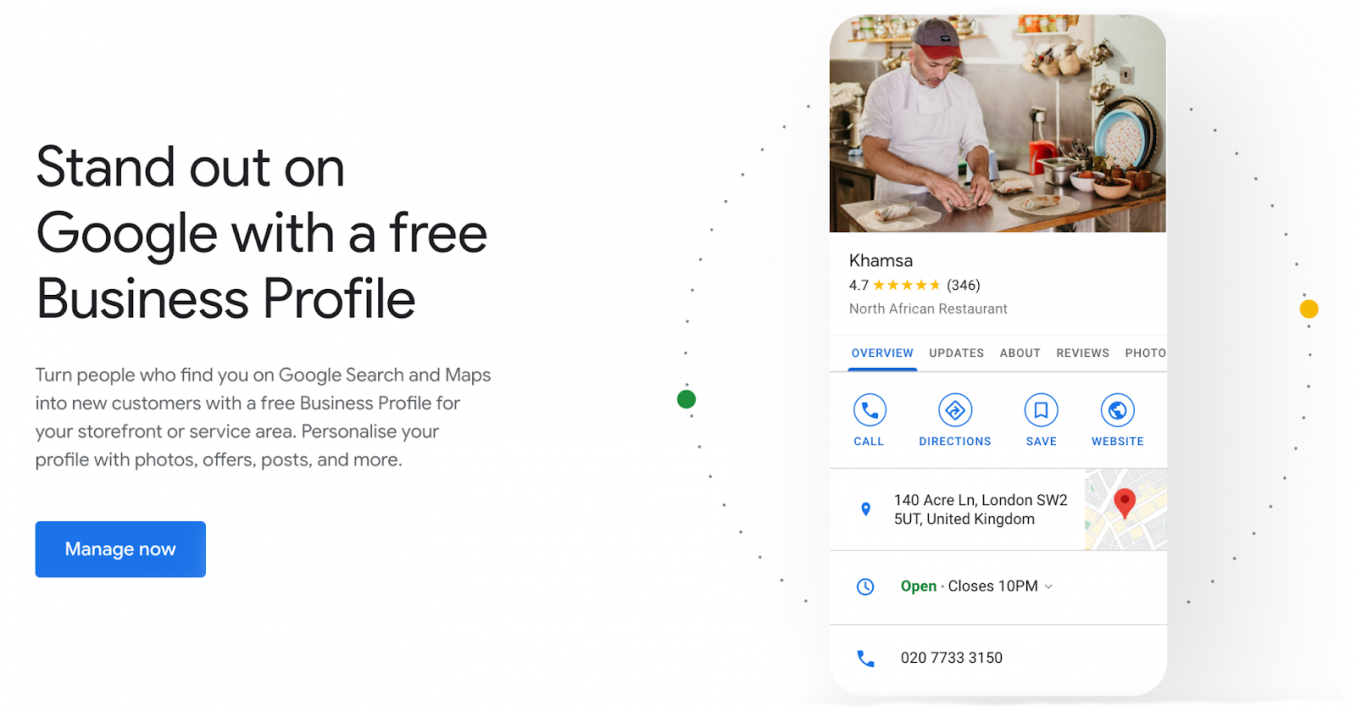 Stand out on
Google with a free
Business Profile
Turn people who find you on Google Search and Maps
into new customers with a free Business Profile for
your storefront or service area. Personalise your
profile with photos, offers, posts, and more.
Manage now
Khamsa
4.7 (346)
North African Restaurant
OVERVIEW UPDATES ABOUT REVIEWS PHOTO
CALL DIRECTIONS SAVE WEBSITE
140 Acre Ln, London SW2
5UT, United Kingdom
Open · Closes 10PM
020 7733 3150